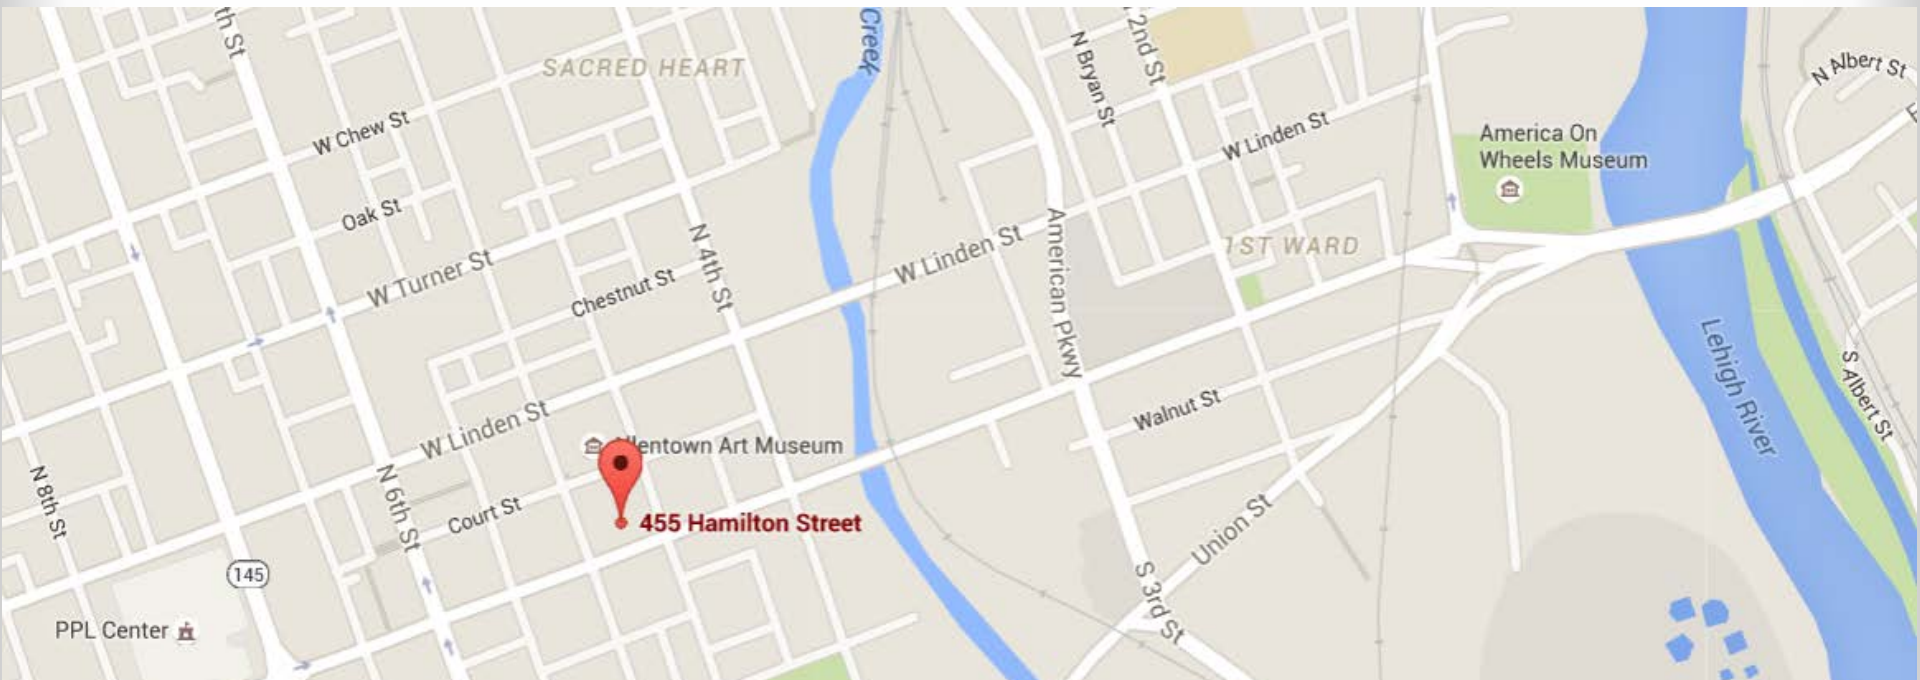 th St
Creek
N Bryan St
2nd St
N Albert St
SACRED HEART
W Chew St
W Linden St
America On
Wheels Museum
Oak St
N 4th St
American Pkwy
W Linden St
1ST WARD
W Turner St
Chestnut St
Lehigh River
S Albert St
W Linden St
Walnut St
Allentown Art Museum
N 8th St
N 6th St
Court St
455 Hamilton Street
Union St
145
S 3rd St
PPL Center